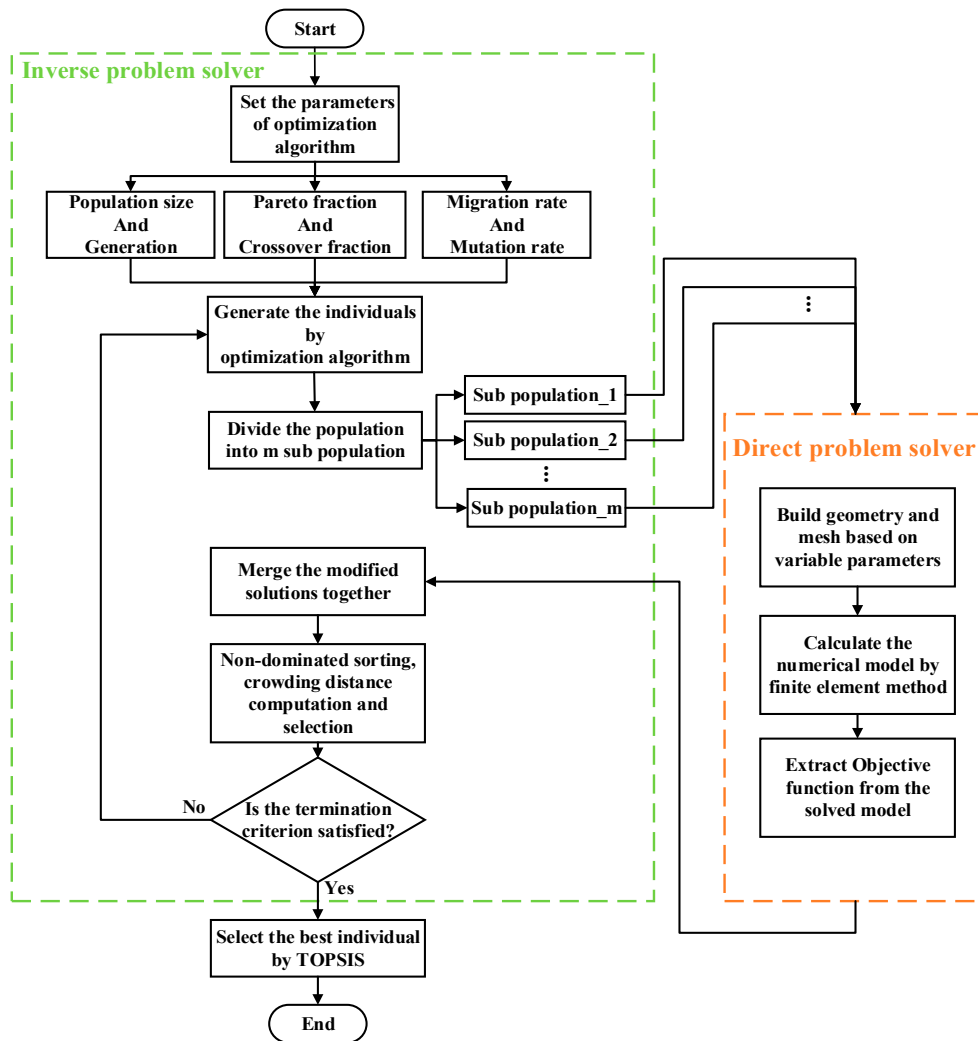 Start
Inverse problem solver
Set the parameters
of optimization
algorithm
Population size
And
Generation
Pareto fraction
And
Crossover fraction
Migration rate
And
Mutation rate
Generate the individuals
by
optimization algorithm
Divide the population
into m sub population
Sub population_1
Sub population_2
Sub population_m
Direct problem solver
Build geometry and
mesh based on
variable parameters
Calculate the
numerical model by
finite element method
Extract Objective
function from the
solved model
Merge the modified
solutions together
Non-dominated sorting,
crowding distance
computation and
selection
Is the termination
criterion satisfied?
No
Yes
Select the best individual
by TOPSIS
End